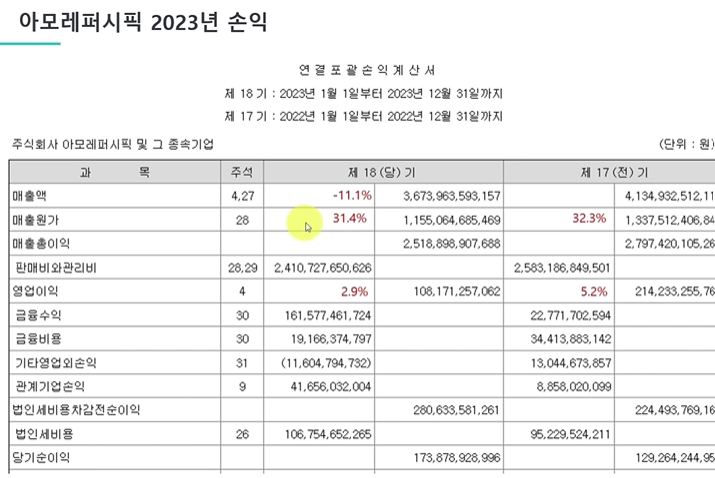 아모레퍼시픽 2023년 손익
연 결 포 괄 손 익 계 산 서
제 18 기 : 2023년 1월 1일부터 2023년 12월 31일까지
제 17 기 : 2022년 1월 1일부터 2022년 12월 31일까지
주식회사 아모레퍼시픽 및 그 종속기업 (단위 : 원)
과 목 주석 제 18 (당) 기 제 17 (전) 기
매출액 4,27 -11.1% 3,673,963,593,157 4,134,932,512,11
매출원가 28 31.4% 1,155,064,685,469 32.3% 1,337,512,406,84
매출총이익 2,518,898,907,688 2,797,420,105,26
판매비와관리비 28,29 2,410,727,650,626 2,583,186,849,501
영업이익 4 2.9% 108,171,257,062 5.2% 214,233,255,76
금융수익 30 161,577,461,724 22,771,702,594
금융비용 30 19,166,374,797 34,413,883,142
기타영업외손익 31 (11,604,794,732) 13,044,673,857
관계기업손익 9 41,656,032,004 8,858,020,099
법인세비용차감전순이익 280,633,581,261 224,493,769,16
법인세비용 26 106,754,652,265 95,229,524,211
당기순이익 173,878,928,996 129,264,244,95